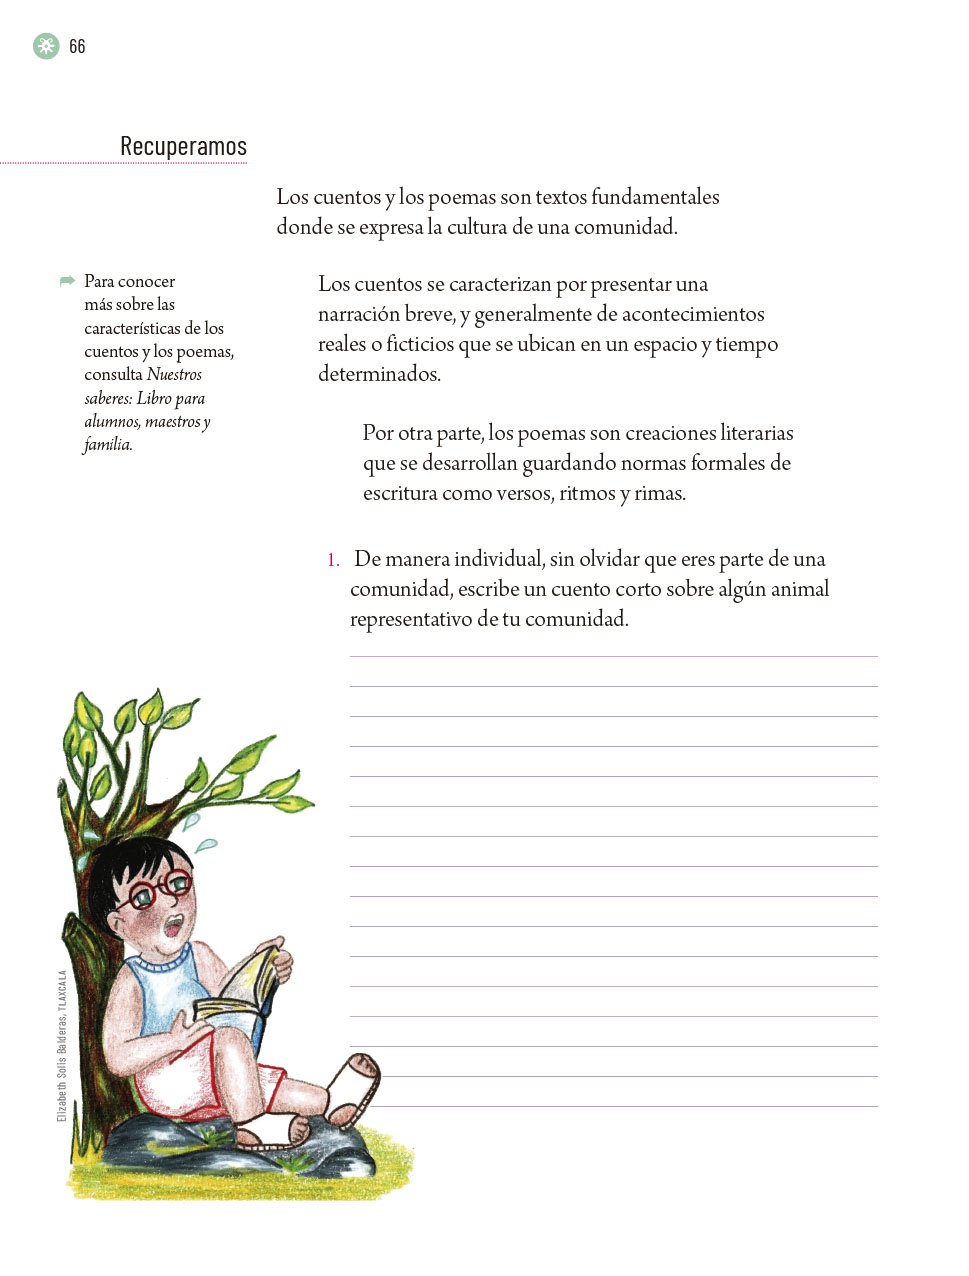 66
Recuperamos
Los cuentos y los poemas son textos fundamentales
donde se expresa la cultura de una comunidad.
Para conocer
más sobre las
características de los
cuentos y los poemas,
consulta Nuestros
saberes: Libro para
alumnos, maestros y
familia.
Los cuentos se caracterizan por presentar una
narración breve, y generalmente de acontecimientos
reales o ficticios que se ubican en un espacio y tiempo
determinados.
Por otra parte, los poemas son creaciones literarias
que se desarrollan guardando normas formales de
escritura como versos, ritmos y rimas.
1. De manera individual, sin olvidar que eres parte de una
comunidad, escribe un cuento corto sobre algún animal
representativo de tu comunidad.
Elizabeth Solis Balderas, TLAXCALA